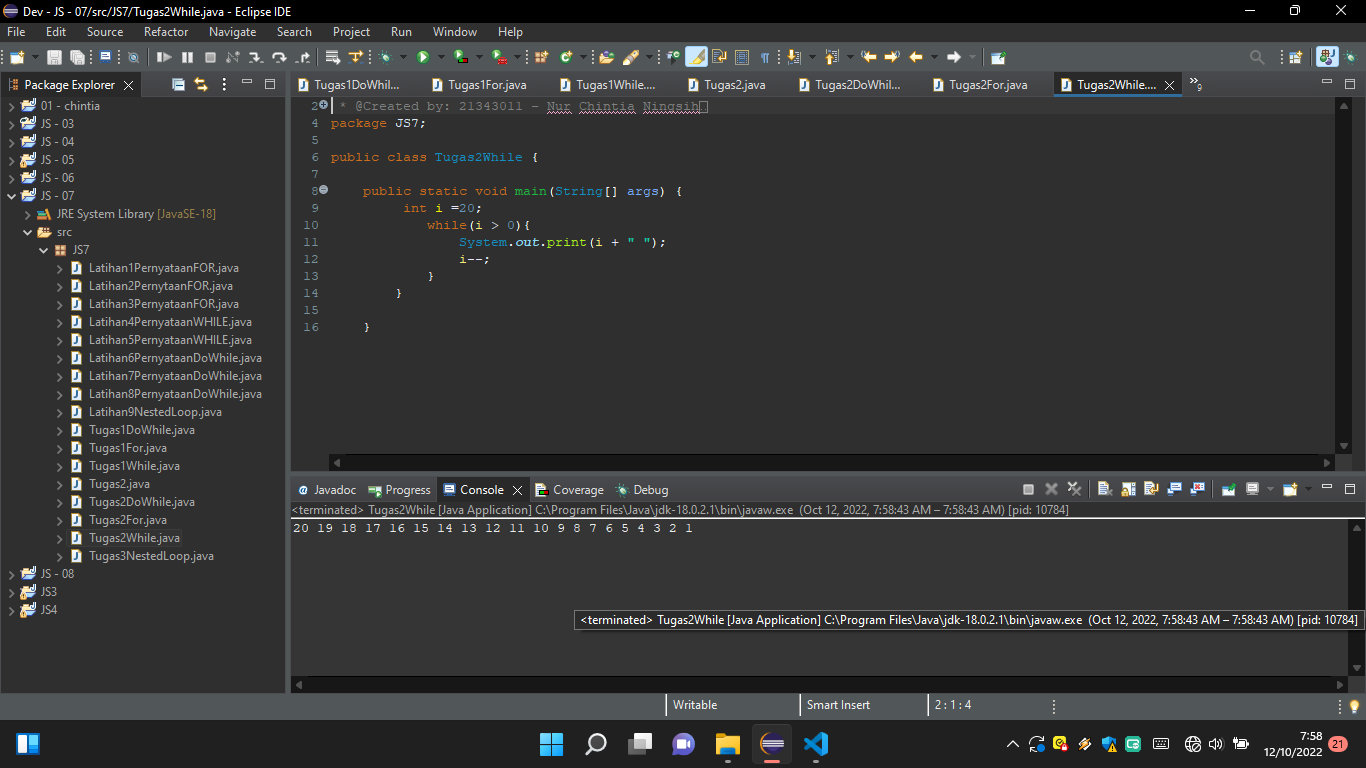 Dev - JS - 07/src/JS7/Tugas2While.java - Eclipse IDE
File Edit Source Refactor Navigate Search Project Run Window Help
Package Explorer
Tugas1DoWhil... Tugas1For.java Tugas1While.... Tugas2.java Tugas2DoWhil... Tugas2For.java Tugas2While.... 9
01 - chintia
JS - 03
JS - 04
JS - 05
JS - 06
JS - 07
JRE System Library [JavaSE-18]
src
JS7
Latihan1PernyataanFOR.java
Latihan2PernytaanFOR.java
Latihan3PernyataanFOR.java
Latihan4PernyataanWHILE.java
Latihan5PernyataanWHILE.java
Latihan6PernyataanDoWhile.java
Latihan7PernyataanDoWhile.java
Latihan8PernyataanDoWhile.java
Latihan9NestedLoop.java
Tugas1DoWhile.java
Tugas1For.java
Tugas1While.java
Tugas2.java
Tugas2DoWhile.java
Tugas2For.java
Tugas2While.java
Tugas3NestedLoop.java
JS - 08
JS3
JS4
2 * @Created by: 21343011 - Nur Chintia Ningsih
4 package JS7;
5
6 public class Tugas2While {
7
8 public static void main(String[] args) {
9 int i =20;
10 while(i > 0){
11 System.out.print(i + " ");
12 i--;
13 }
14 }
15
16 }
Javadoc Progress Console Coverage Debug
<terminated> Tugas2While [Java Application] C:\Program Files\Java\jdk-18.0.2.1\bin\javaw.exe (Oct 12, 2022, 7:58:43 AM – 7:58:43 AM) [pid: 10784]
20 19 18 17 16 15 14 13 12 11 10 9 8 7 6 5 4 3 2 1
<terminated> Tugas2While [Java Application] C:\Program Files\Java\jdk-18.0.2.1\bin\javaw.exe (Oct 12, 2022, 7:58:43 AM – 7:58:43 AM) [pid: 10784]
Writable Smart Insert 2 : 1 : 4
7:58
12/10/2022
21